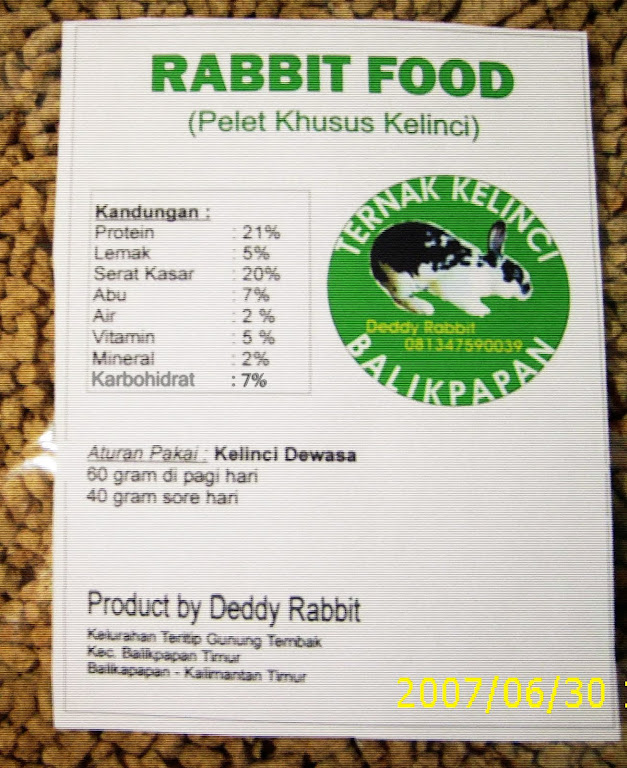 RABBIT FOOD
(Pelet Khusus Kelinci)
Kandungan :
Protein : 21%
Lemak : 5%
Serat Kasar : 20%
Abu : 7%
Air : 2 %
Vitamin : 5 %
Mineral : 2%
Karbohidrat : 7%
TERNAK KELINCI
Deddy Rabbit
081347590039
BALIKPAPAN
Aturan Pakai : Kelinci Dewasa
60 gram di pagi hari
40 gram sore hari
Product by Deddy Rabbit
Kelurahan Teritip Gunung Tembak
Kec. Balikpapan Timur
Balikapapan - Kalimantan Timur
2007/06/30